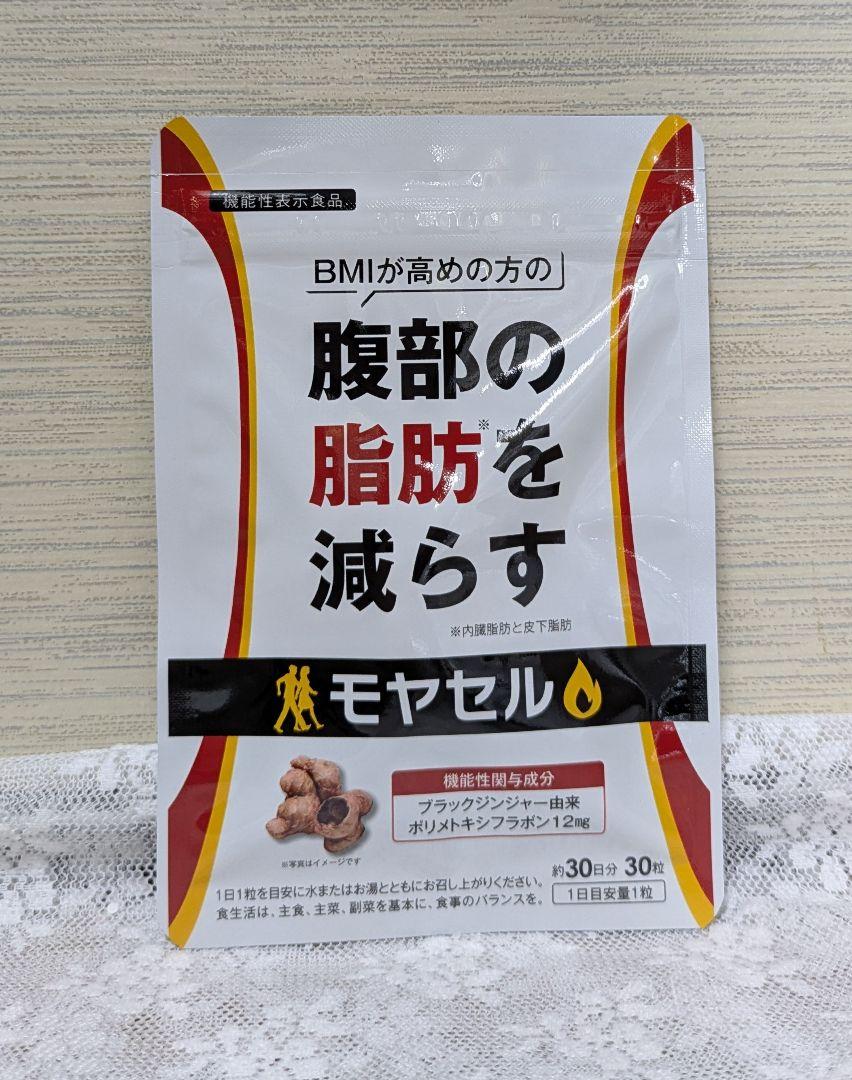 機能性表示食品
BMIが高めの方の
腹部の
脂肪※を
減らす
※内臓脂肪と皮下脂肪
モヤセル
機能性関与成分
ブラックジンジャー由来
ポリメトキシフラボン12mg
※写真はイメージです
約30日分 30粒
1日目安量1粒
1日1粒を目安に水またはお湯とともにお召し上がりください。
食生活は、主食、主菜、副菜を基本に、食事のバランスを。